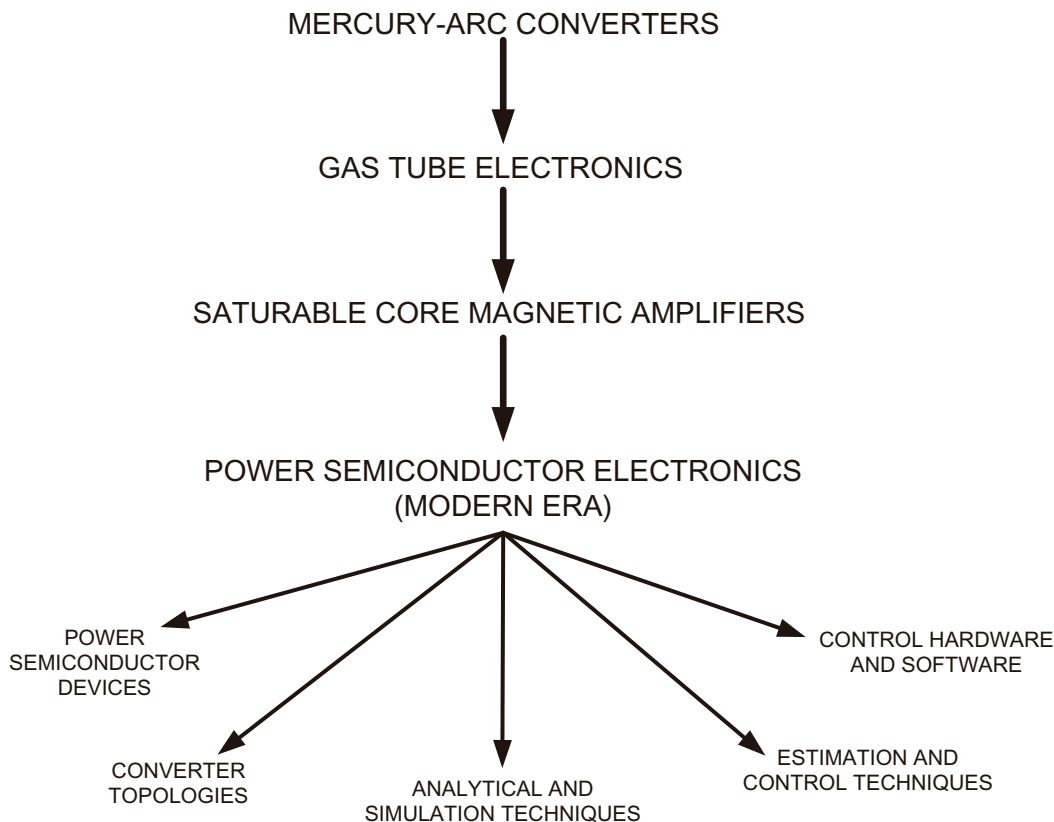 MERCURY-ARC CONVERTERS
GAS TUBE ELECTRONICS
SATURABLE CORE MAGNETIC AMPLIFIERS
POWER SEMICONDUCTOR ELECTRONICS
(MODERN ERA)
POWER
SEMICONDUCTOR
DEVICES
CONVERTER
TOPOLOGIES
ANALYTICAL AND
SIMULATION TECHNIQUES
ESTIMATION AND
CONTROL TECHNIQUES
CONTROL HARDWARE
AND SOFTWARE